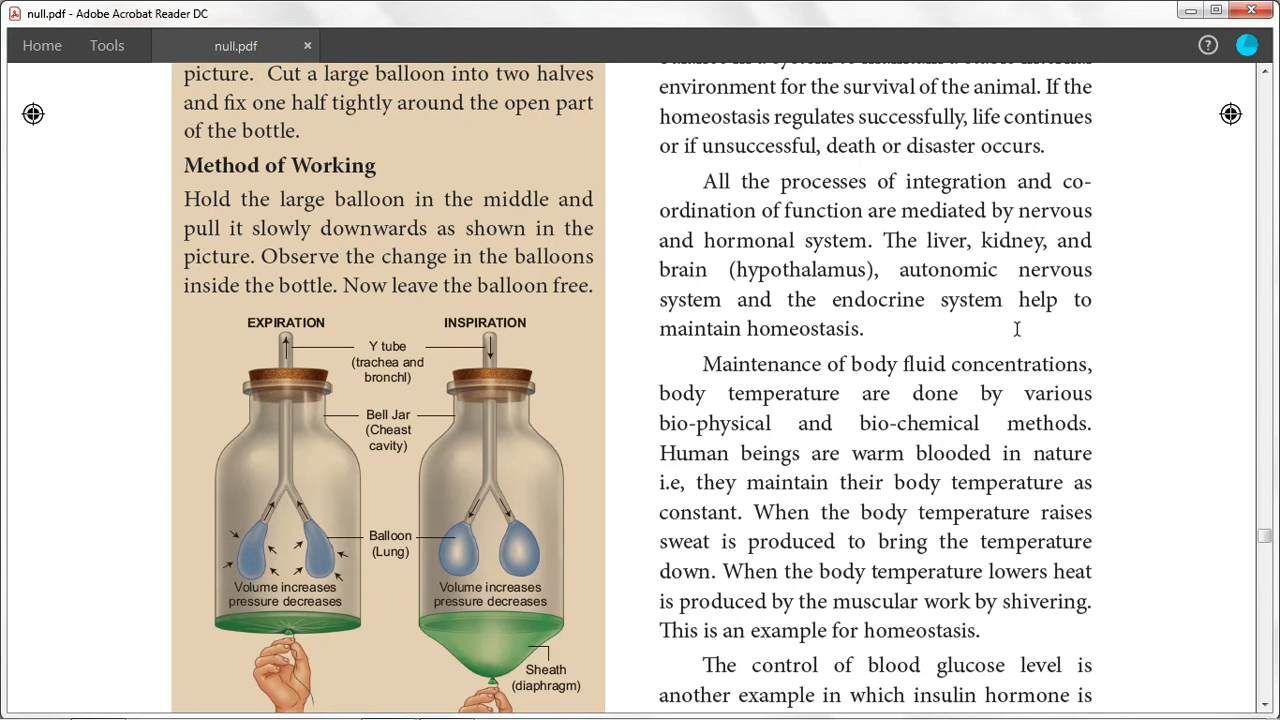 null.pdf - Adobe Acrobat Reader DC
Home
Tools
null.pdf
picture. Cut a large balloon into two halves
and fix one half tightly around the open part
of the bottle.
Method of Working
Hold the large balloon in the middle and
pull it slowly downwards as shown in the
picture. Observe the change in the balloons
inside the bottle. Now leave the balloon free.
EXPIRATION
INSPIRATION
Y tube
(trachea and
bronchl)
Bell Jar
(Cheast
cavity)
Balloon
(Lung)
Volume increases
pressure decreases
Volume increases
pressure decreases
Sheath
(diaphragm)
environment for the survival of the animal. If the
homeostasis regulates successfully, life continues
or if unsuccessful, death or disaster occurs.
All the processes of integration and co-
ordination of function are mediated by nervous
and hormonal system. The liver, kidney, and
brain (hypothalamus), autonomic nervous
system and the endocrine system help to
maintain homeostasis.
Maintenance of body fluid concentrations,
body temperature are done by various
bio-physical and bio-chemical methods.
Human beings are warm blooded in nature
i.e, they maintain their body temperature as
constant. When the body temperature raises
sweat is produced to bring the temperature
down. When the body temperature lowers heat
is produced by the muscular work by shivering.
This is an example for homeostasis.
The control of blood glucose level is
another example in which insulin hormone is